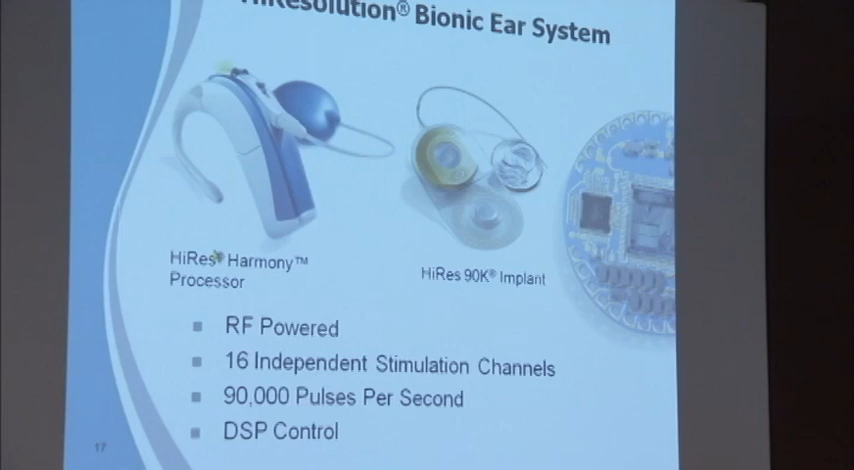 HiResolution® Bionic Ear System
HiRes® Harmony™
Processor
HiRes 90K® Implant
RF Powered
16 Independent Stimulation Channels
90,000 Pulses Per Second
DSP Control
17